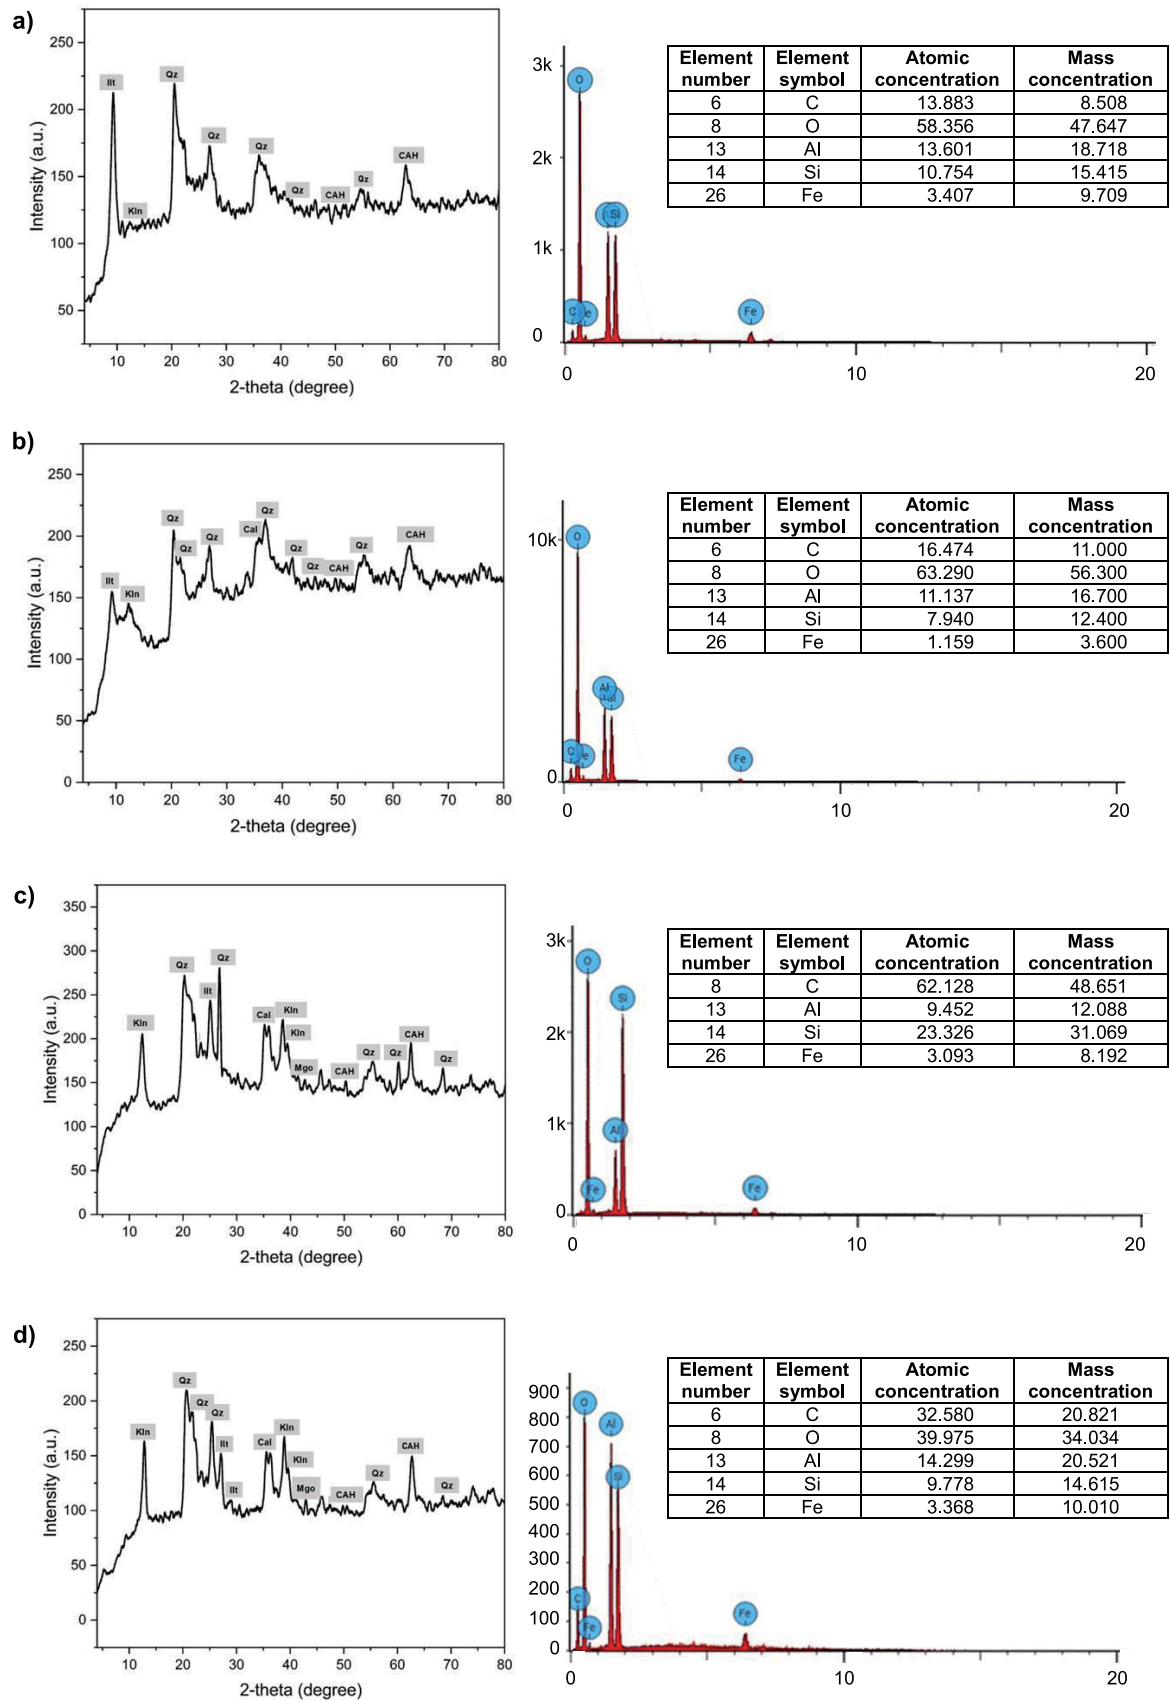 a)
250
200
150
100
50
Intensity (a.u.)
Ilt
Kln
Qz
Qz
Qz
Qz
CAH
Qz
CAH
10 20 30 40 50 60 70 80
2-theta (degree)
3k
2k
1k
0
O
Si
C
Fe
0 10 20
Element number Element symbol Atomic concentration Mass concentration
6 C 13.883 8.508
8 O 58.356 47.647
13 Al 13.601 18.718
14 Si 10.754 15.415
26 Fe 3.407 9.709
b)
250
200
150
100
50
0
Intensity (a.u.)
Ilt
Kln
Qz
Qz
Qz
Cal
Qz
Qz
Qz
CAH
Qz
CAH
10 20 30 40 50 60 70 80
2-theta (degree)
10k
0
O
Al
C
Fe
0 10 20
Element number Element symbol Atomic concentration Mass concentration
6 C 16.474 11.000
8 O 63.290 56.300
13 Al 11.137 16.700
14 Si 7.940 12.400
26 Fe 1.159 3.600
c)
350
300
250
200
150
100
50
0
Intensity (a.u.)
Kln
Qz
Ilt
Qz
Cal
Kln
Kln
Mgo
CAH
Qz
Qz
CAH
Qz
10 20 30 40 50 60 70 80
2-theta (degree)
3k
2k
1k
0
O
Si
Al
Fe
Fe
0 10 20
Element number Element symbol Atomic concentration Mass concentration
8 C 62.128 48.651
13 Al 9.452 12.088
14 Si 23.326 31.069
26 Fe 3.093 8.192
d)
250
200
150
100
50
0
Intensity (a.u.)
Kln
Qz
Qz
Qz
Ilt
Ilt
Cal
Kln
Kln
Mgo
CAH
Qz
CAH
Qz
10 20 30 40 50 60 70 80
2-theta (degree)
900
800
700
600
500
400
300
200
100
0
O
Al
Si
C
Fe
Fe
0 10 20
Element number Element symbol Atomic concentration Mass concentration
6 C 32.580 20.821
8 O 39.975 34.034
13 Al 14.299 20.521
14 Si 9.778 14.615
26 Fe 3.368 10.010